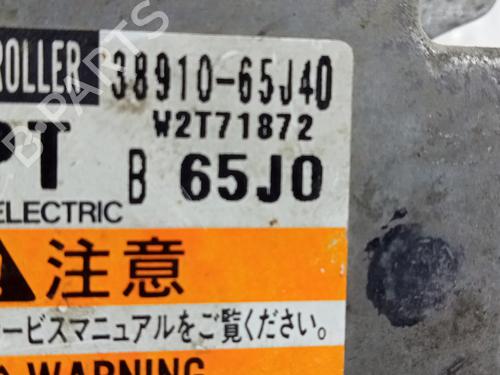 ROLLER 38910-65J40
W2T71872
PT B 65J0
ELECTRIC
注意
ービスマニュアルをご覧ください。
WARNING
B-PARTS